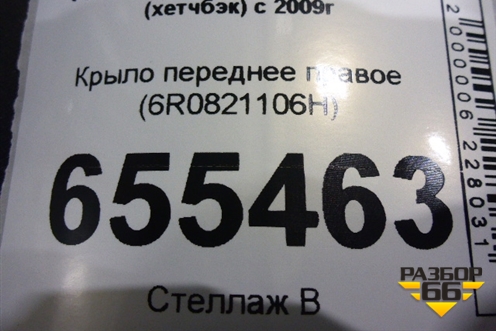 (хетчбэк) с 2009г
Крыло переднее правое
(6R0821106H)
655463
Стеллаж В
2000006228031
РАЗБОР
66